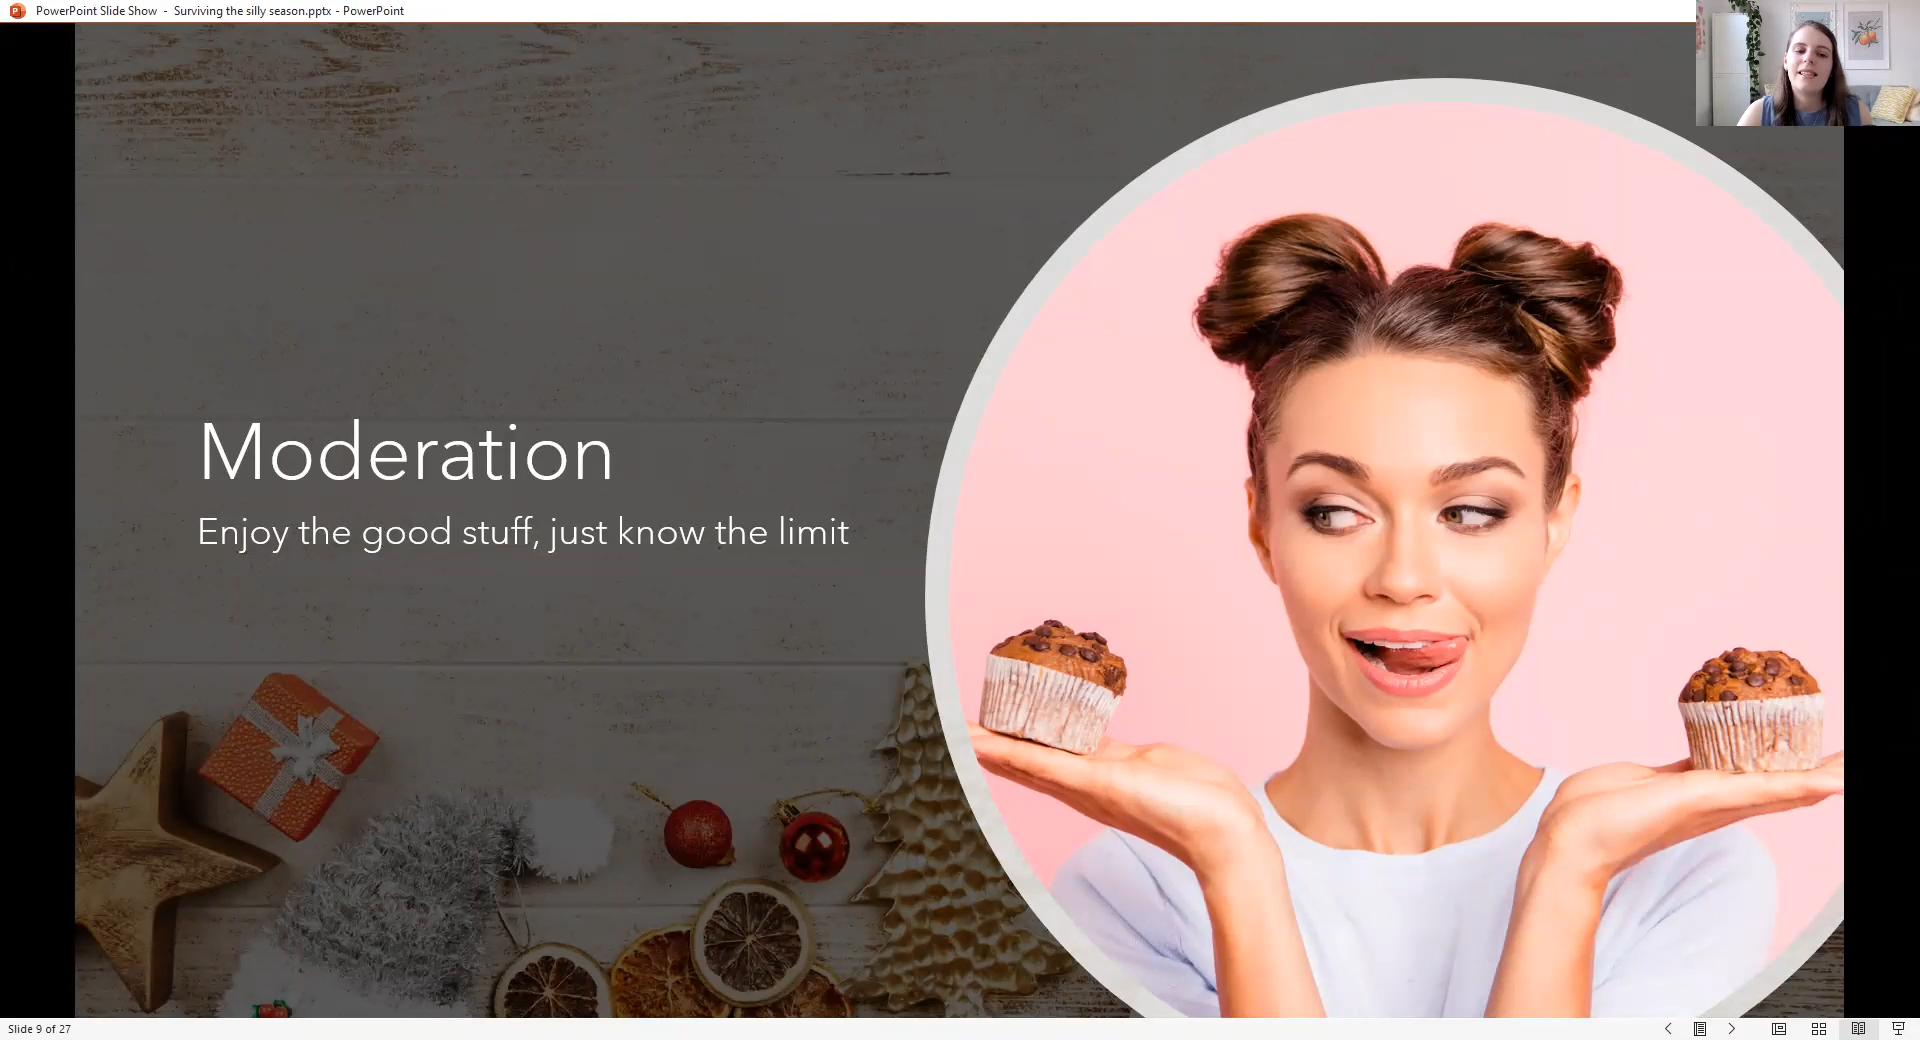 PowerPoint Slide Show - Surviving the silly season.pptx - PowerPoint
Moderation
Enjoy the good stuff, just know the limit
Slide 9 of 27